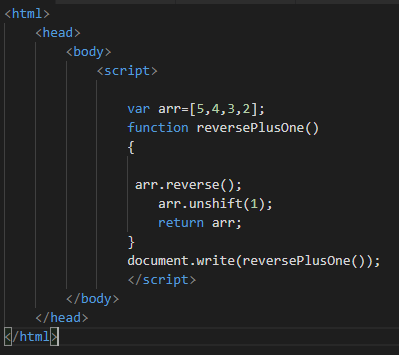 <html>
<head>
<body>
<script>
var arr=[5,4,3,2];
function reversePlusOne()
{
arr.reverse();
arr.unshift(1);
return arr;
}
document.write(reversePlusOne());
</script>
</body>
</head>
</html>